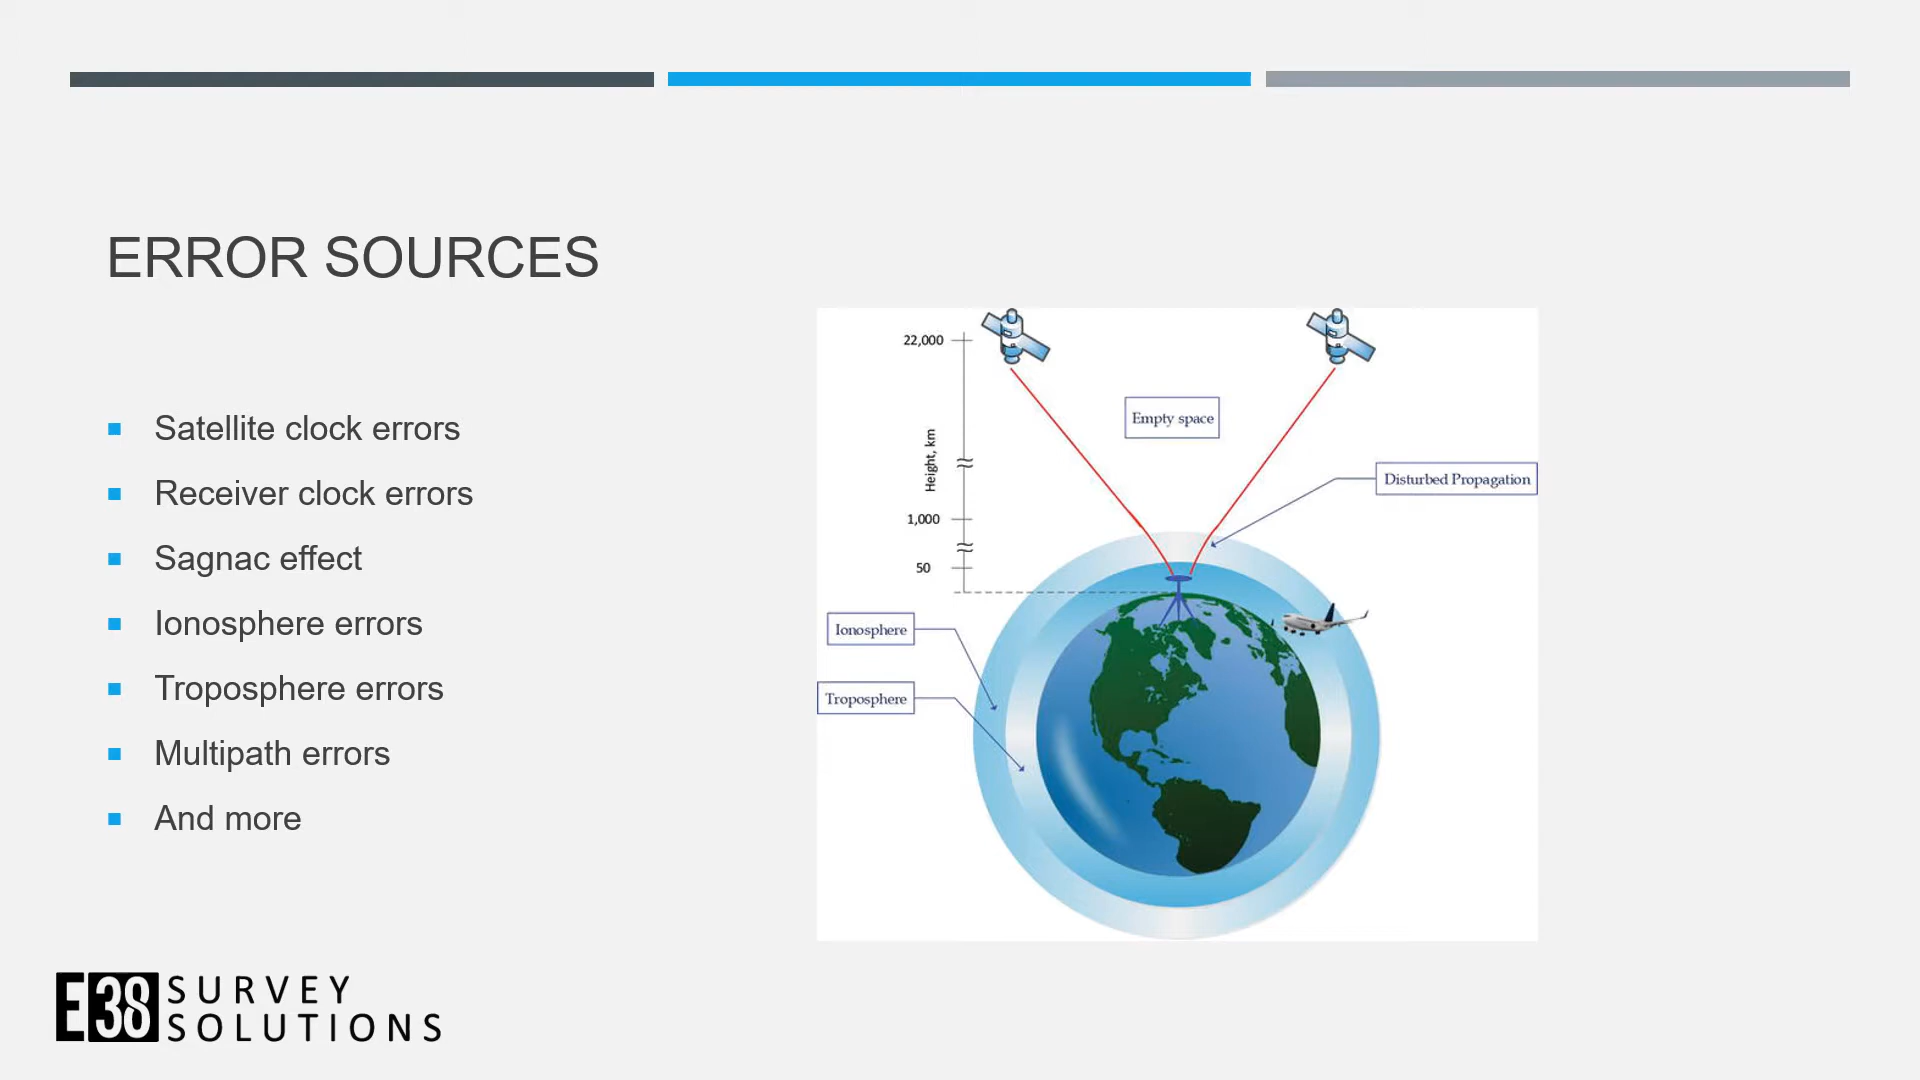 ERROR SOURCES
Satellite clock errors
Receiver clock errors
Sagnac effect
Ionosphere errors
Troposphere errors
Multipath errors
And more
22,000
Empty space
Height, km
Disturbed Propagation
1,000
50
Ionosphere
Troposphere
E38 SURVEY
SOLUTIONS